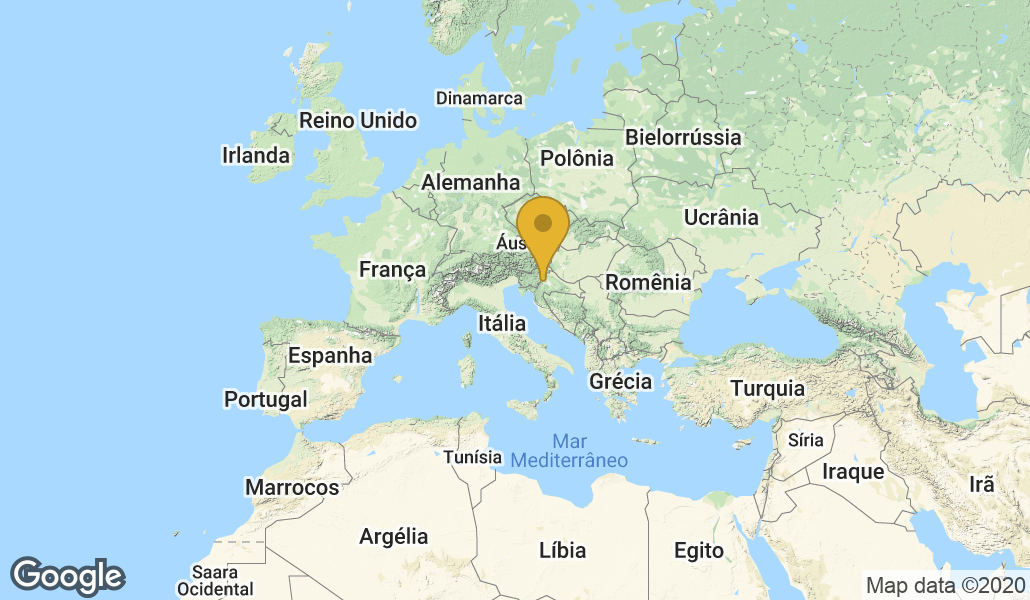 Dinamarca
Reino Unido
Bielorrússia
Irlanda
Polônia
Alemanha
Ucrânia
Áus
França
Romênia
Itália
Espanha
Grécia
Turquia
Portugal
Mar
Mediterrâneo
Síria
Tunísia
Iraque
Irã
Marrocos
Argélia
Líbia
Egito
Saara
Ocidental
Google
Map data ©2020